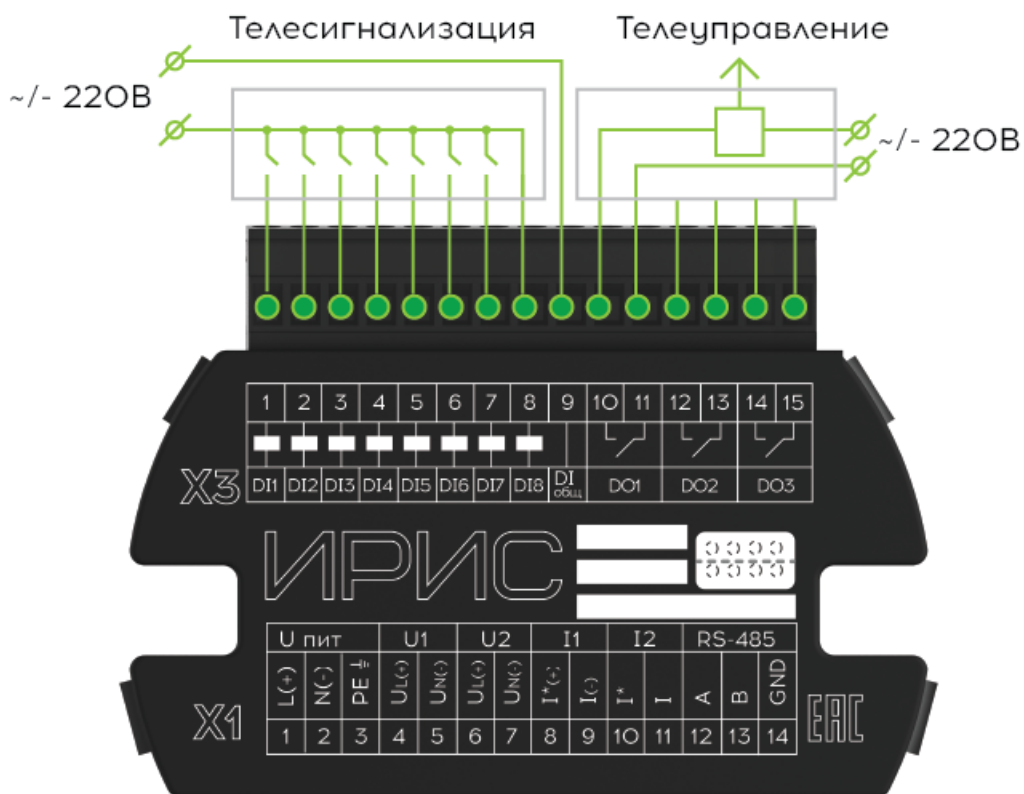 Телесигнализация Телеуправление
~/- 220В
~/- 220В
1 2 3 4 5 6 7 8 9 10 11 12 13 14 15
X3 DI1 DI2 DI3 DI4 DI5 DI6 DI7 DI8 DI общ DO1 DO2 DO3
ИРИС
U пит U1 U2 I1 I2 RS-485
L(+) N(-) PE UL(+) UN(-) UL(+) UN(-) I*(+) I(-) I* I A B GND
X1 1 2 3 4 5 6 7 8 9 10 11 12 13 14 EAC